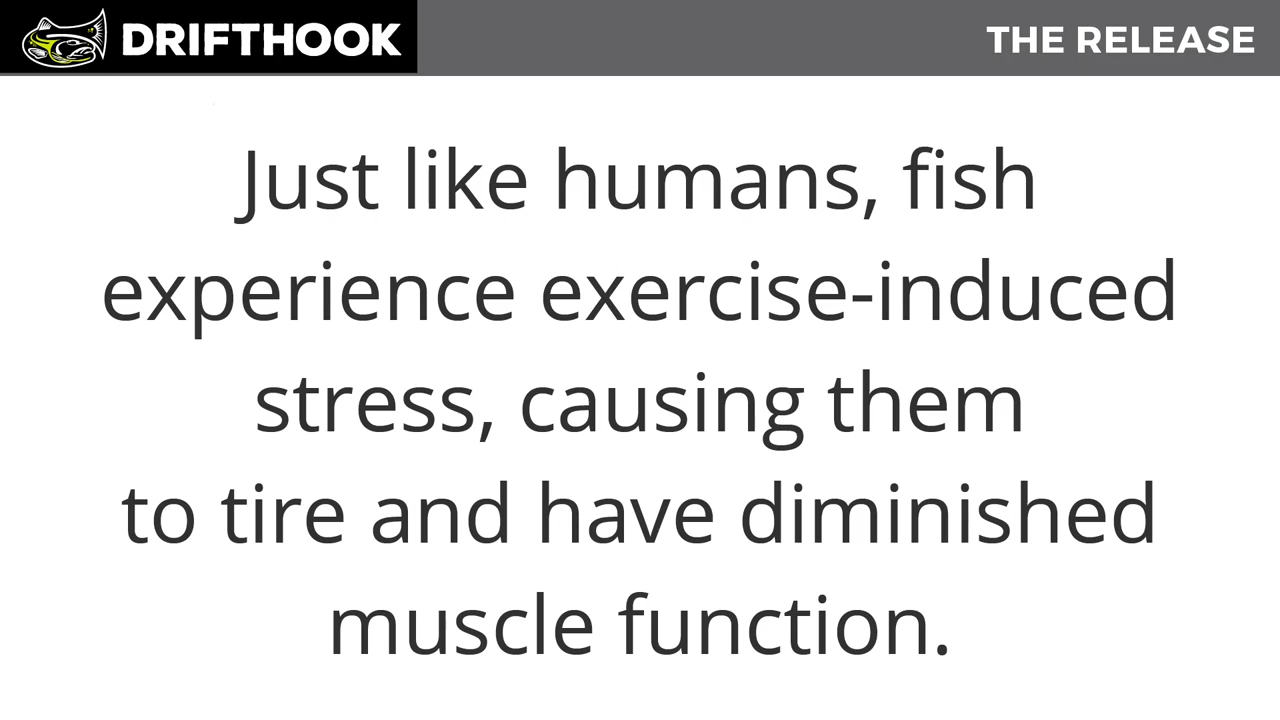 DRIFTHOOK
THE RELEASE
Just like humans, fish
experience exercise-induced
stress, causing them
to tire and have diminished
muscle function.